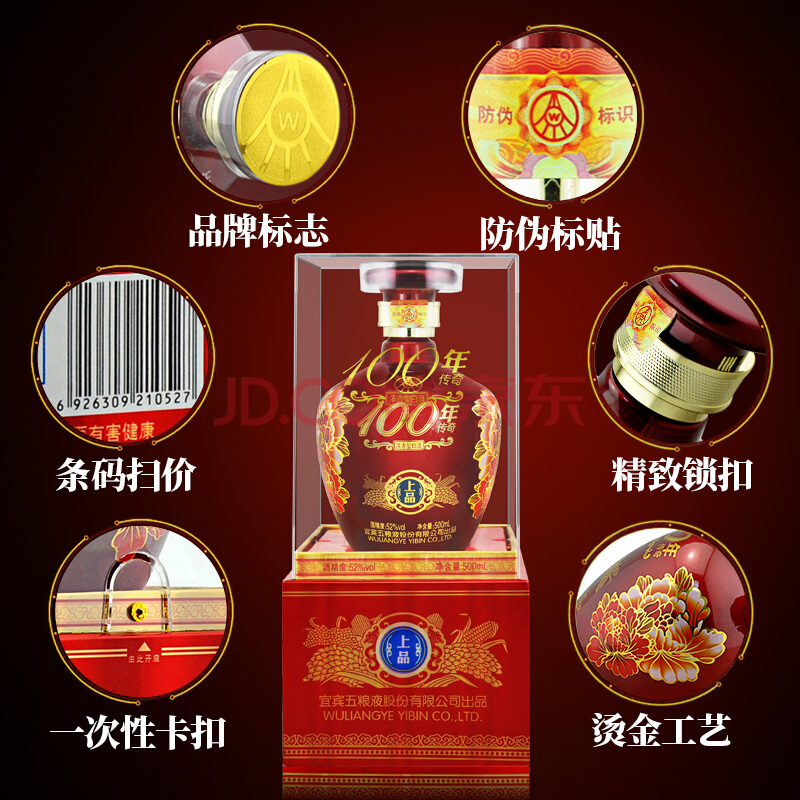 W
防伪
标识
品牌标志
防伪标贴
6 926309 210527
有害健康
条码扫价
精致锁扣
JD.COM 京东
100年
传奇
100年
传奇
上品
酒精度:52%vol 净含量:500mL
宜宾五粮液股份有限公司出品
WULIANGYE YIBIN CO.,LTD.
酒精度:52%vol 净含量:500mL
由此开启
上品
宜宾五粮液股份有限公司出品
WULIANGYE YIBIN CO.,LTD.
一次性卡扣
烫金工艺